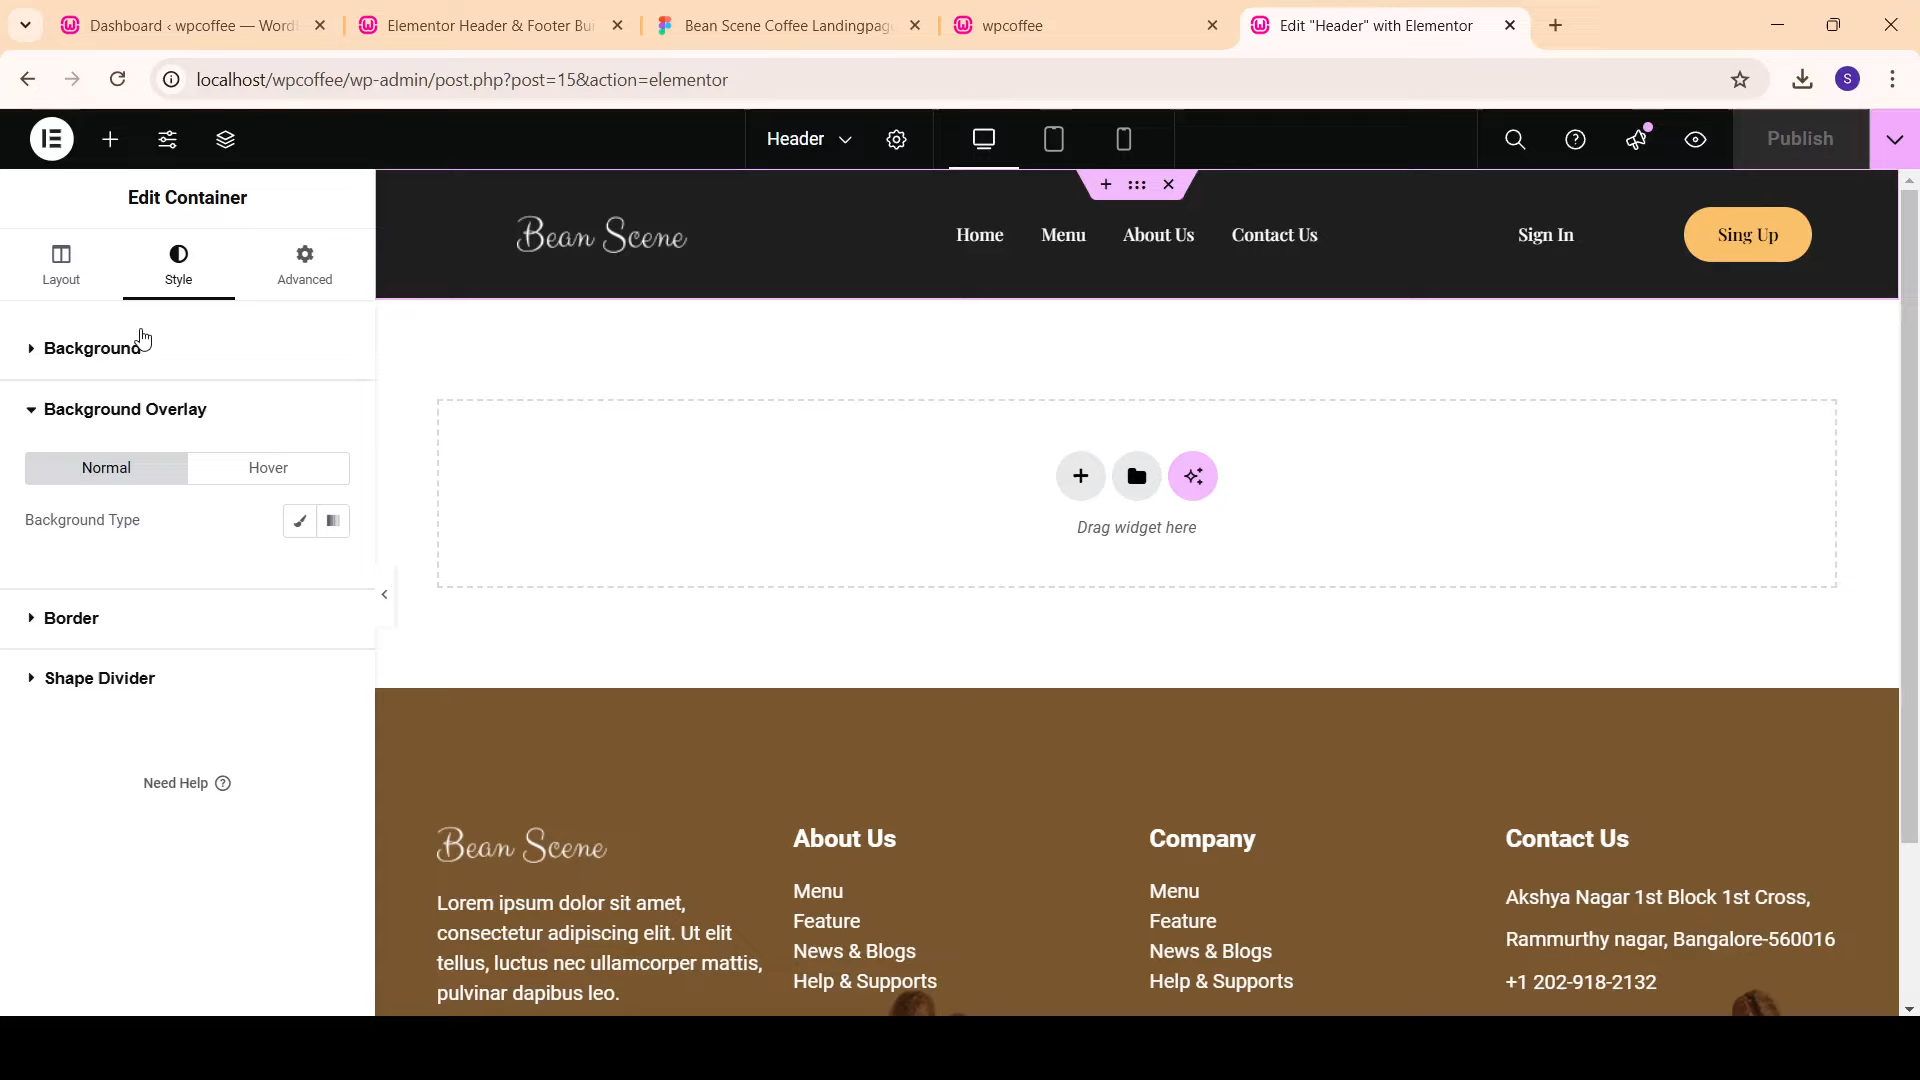 Dashboard ‹ wpcoffee — Word
Elementor Header & Footer Bui
Bean Scene Coffee Landingpage
wpcoffee
Edit "Header" with Elementor
localhost/wpcoffee/wp-admin/post.php?post=15&action=elementor
S
Header
Publish
Edit Container
Layout
Style
Advanced
Background
Background Overlay
Normal
Hover
Background Type
Border
Shape Divider
Need Help
Bean Scene
Home
Menu
About Us
Contact Us
Sign In
Sing Up
Drag widget here
Bean Scene
Lorem ipsum dolor sit amet,
consectetur adipiscing elit. Ut elit
tellus, luctus nec ullamcorper mattis,
pulvinar dapibus leo.
About Us
Menu
Feature
News & Blogs
Help & Supports
Company
Menu
Feature
News & Blogs
Help & Supports
Contact Us
Akshya Nagar 1st Block 1st Cross,
Rammurthy nagar, Bangalore-560016
+1 202-918-2132